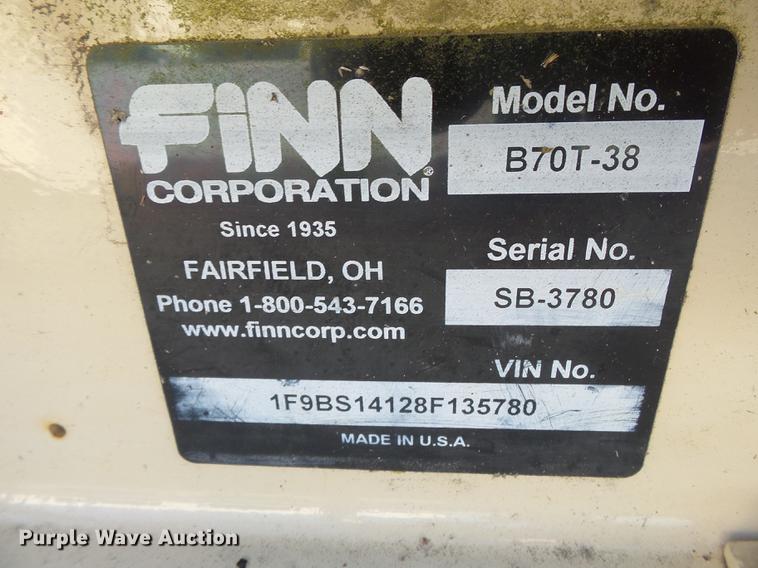 FINN
CORPORATION®
Since 1935
FAIRFIELD, OH
Phone 1-800-543-7166
www.finncorp.com
Model No.
B70T-38
Serial No.
SB-3780
VIN No.
1F9BS14128F135780
MADE IN U.S.A.
Purple Wave Auction